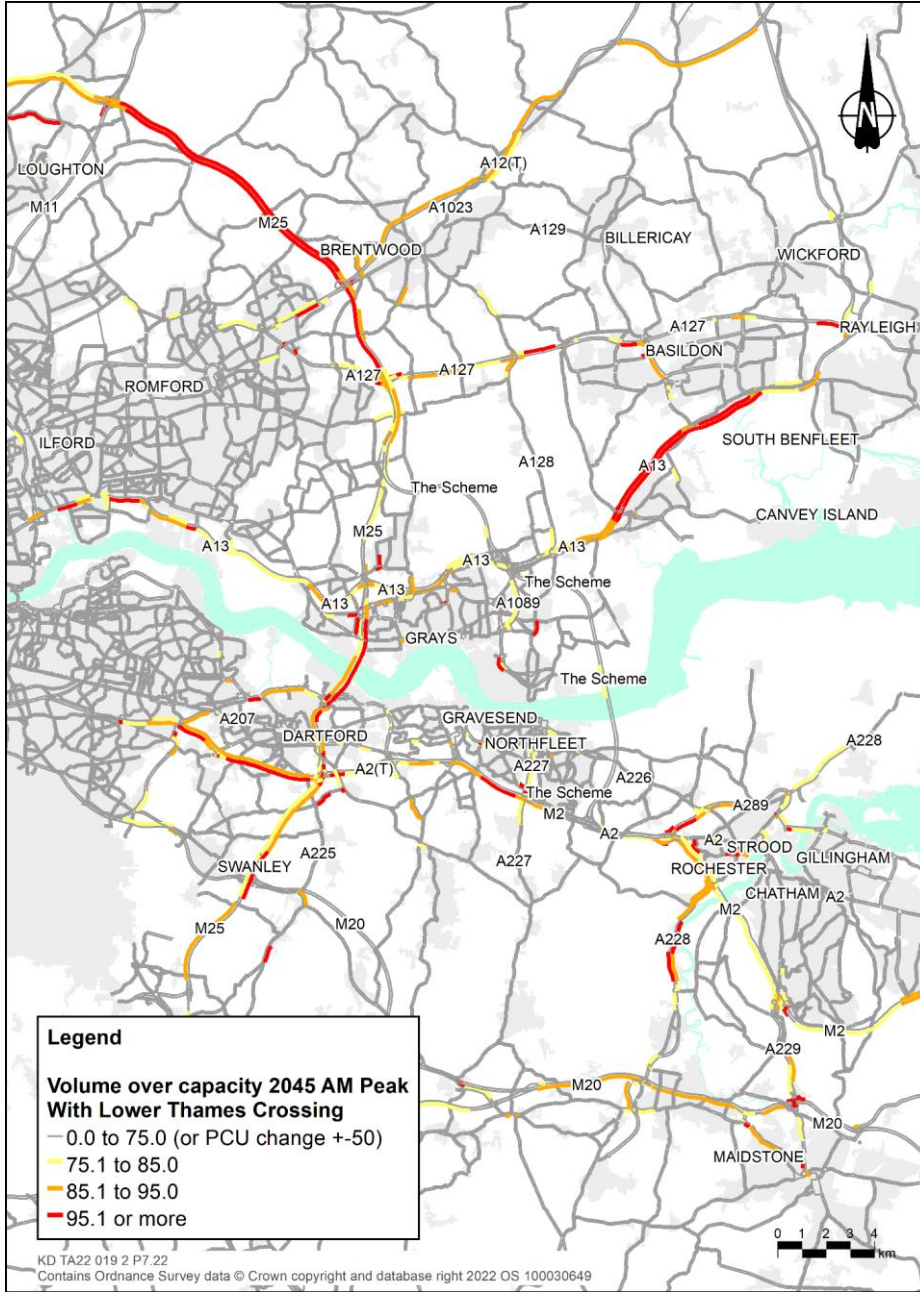 N
LOUGHTON
M11
M25
A12(T)
A1023
BRENTWOOD
A129
BILLERICAY
WICKFORD
A127
RAYLEIGH
BASILDON
A127
A127
ROMFORD
ILFORD
SOUTH BENFLEET
A13
A128
The Scheme
CANVEY ISLAND
M25
A13
A13
A13
The Scheme
A13
A13
A1089
GRAYS
The Scheme
GRAVESEND
A207
DARTFORD
NORTHFLEET
A228
A227
A2(T)
A226
The Scheme
M2
A289
A2
A2
STROOD
GILLINGHAM
SWANLEY
A225
A227
ROCHESTER
CHATHAM
A2
M2
M25
M20
A228
M2
A229
M20
M20
MAIDSTONE
Legend
Volume over capacity 2045 AM Peak
With Lower Thames Crossing
0.0 to 75.0 (or PCU change +-50)
75.1 to 85.0
85.1 to 95.0
95.1 or more
0 1 2 3 4
km
KD TA22 019 2 P7.22
Contains Ordnance Survey data © Crown copyright and database right 2022 OS 100030649